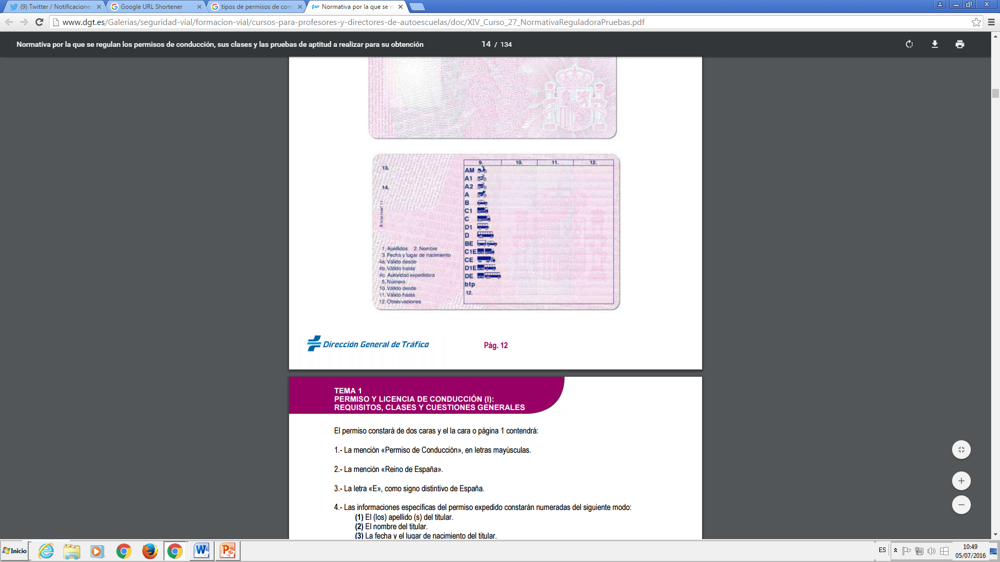 (9) Twitter / Notificaciones
Google URL Shortener
tipos de permisos de con
Normativa por la que se r
www.dgt.es/Galerias/seguridad-vial/formacion-vial/cursos-para-profesores-y-directores-de-autoescuelas/doc/XIV_Curso_27_NormativaReguladoraPruebas.pdf
Normativa por la que se regulan los permisos de conducción, sus clases y las pruebas de aptitud a realizar para su obtención
14 / 134
13.
14.
1. Apellidos 2. Nombre
3. Fecha y lugar de nacimiento
4a. Válido desde
4b. Válido hasta
4c. Autoridad expedidora
5. Número
10. Válido desde
11. Válido hasta
12. Observaciones
9. 10. 11. 12.
AM
A1
A2
A
B
C1
C
D1
D
BE
C1E
CE
D1E
DE
btp
12.
Dirección General de Tráfico
Pág. 12
TEMA 1
PERMISO Y LICENCIA DE CONDUCCIÓN (I):
REQUISITOS, CLASES Y CUESTIONES GENERALES
El permiso constará de dos caras y el la cara o página 1 contendrá:
1.- La mención «Permiso de Conducción», en letras mayúsculas.
2.- La mención «Reino de España».
3.- La letra «E», como signo distintivo de España.
4.- Las informaciones específicas del permiso expedido constarán numeradas del siguiente modo:
(1) El (los) apellido (s) del titular.
(2) El nombre del titular.
(3) La fecha y el lugar de nacimiento del titular.
Inicio
ES
10:49
05/07/2016